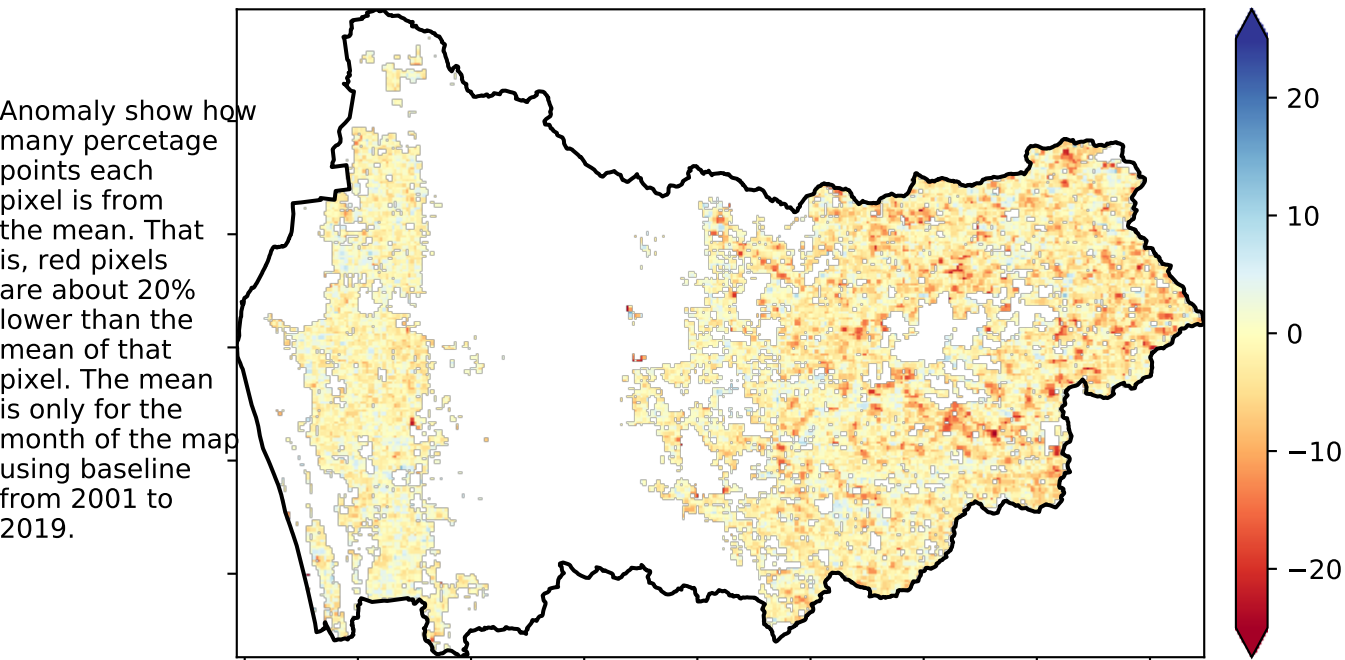 Anomaly show how
many percetage
points each
pixel is from
the mean. That
is, red pixels
are about 20%
lower than the
mean of that
pixel. The mean
is only for the
month of the map
using baseline
from 2001 to
2019.
20
10
0
−10
−20